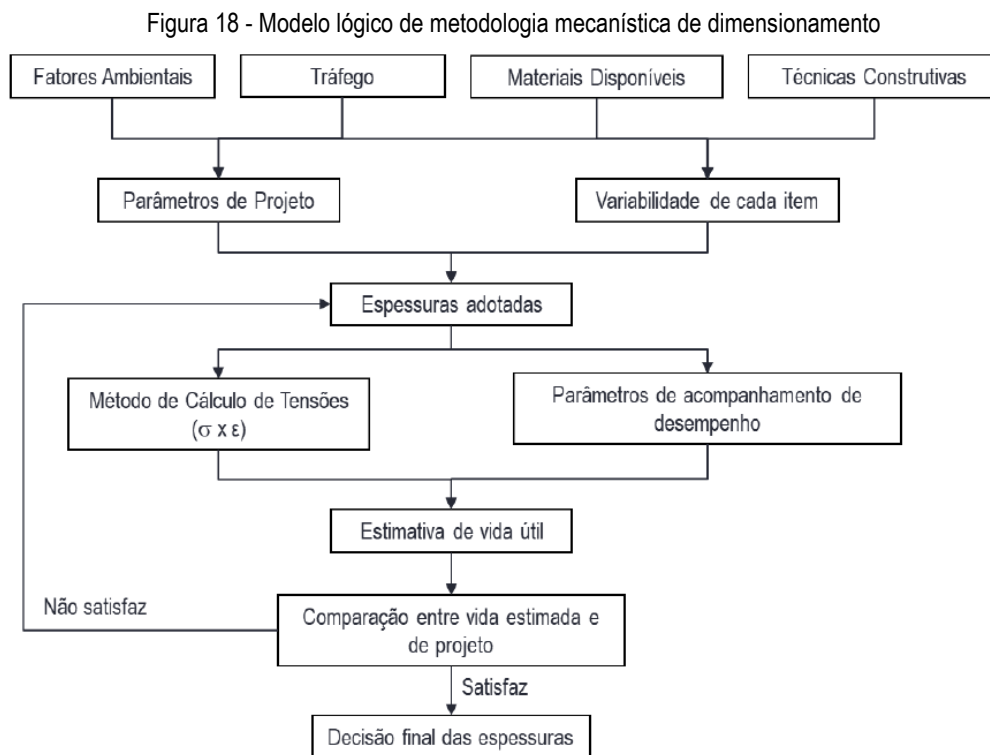 Figura 18 - Modelo lógico de metodologia mecanística de dimensionamento
Fatores Ambientais
Tráfego
Materiais Disponíveis
Técnicas Construtivas
Parâmetros de Projeto
Variabilidade de cada item
Espessuras adotadas
Método de Cálculo de Tensões
(σ x ε)
Parâmetros de acompanhamento de
desempenho
Estimativa de vida útil
Não satisfaz
Comparação entre vida estimada e
de projeto
Satisfaz
Decisão final das espessuras